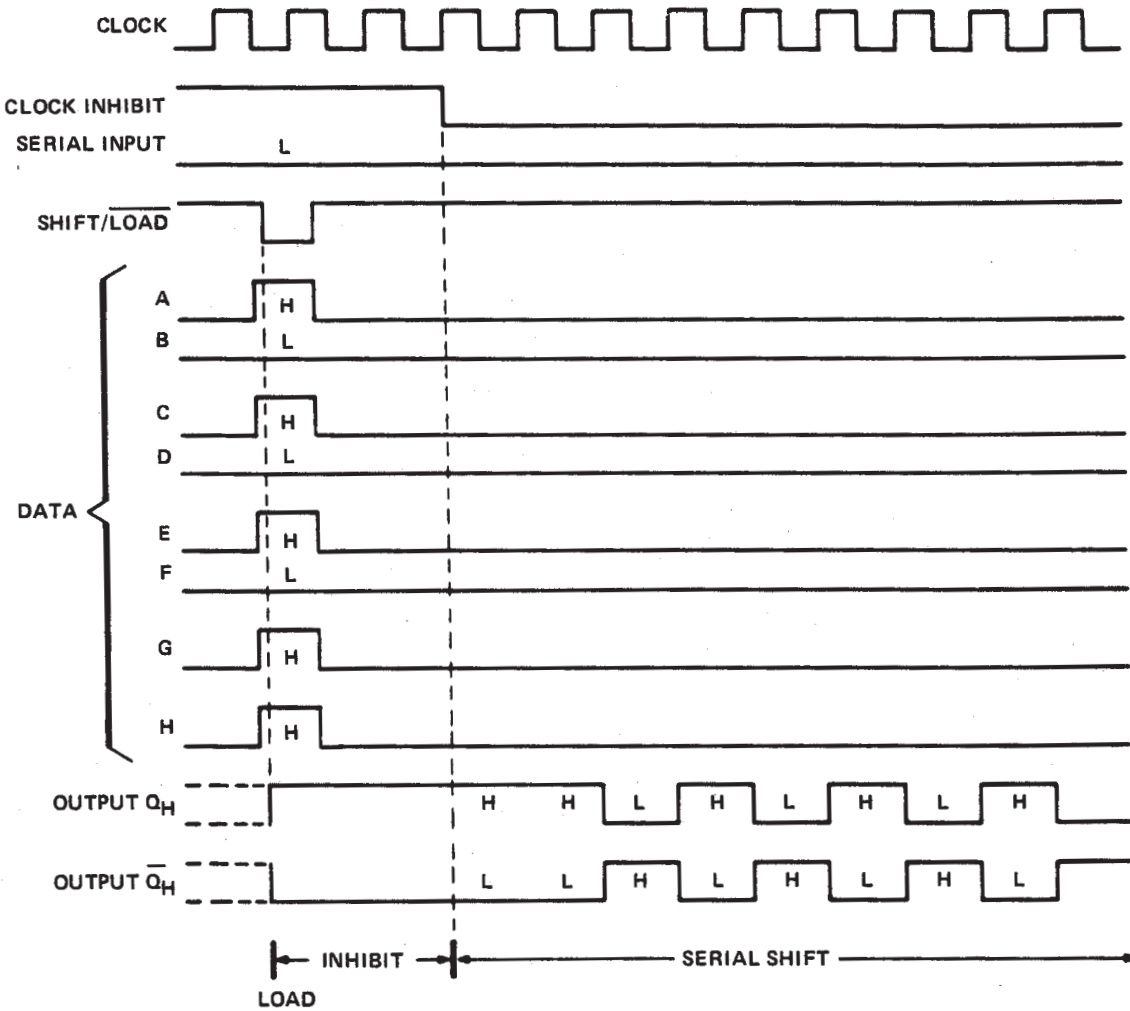 CLOCK
CLOCK INHIBIT
SERIAL INPUT L
SHIFT/LOAD
A H
B L
C H
D L
DATA
E H
F L
G H
H H
OUTPUT QH H H L H L H L H
OUTPUT QH L L H L H L H L
INHIBIT SERIAL SHIFT
LOAD